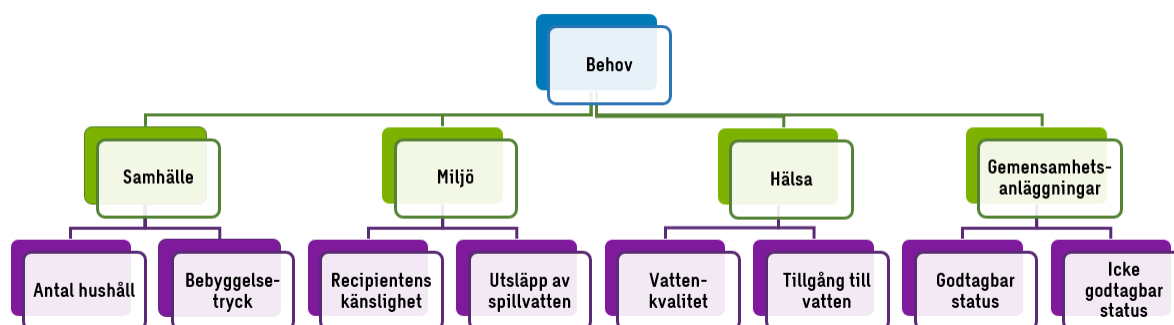 Behov
Samhälle
Miljö
Hälsa
Gemensamhets-
anläggningar
Antal hushåll
Bebyggelse-
tryck
Recipientens
känslighet
Utsläpp av
spillvatten
Vatten-
kvalitet
Tillgång till
vatten
Godtagbar
status
Icke
godtagbar
status